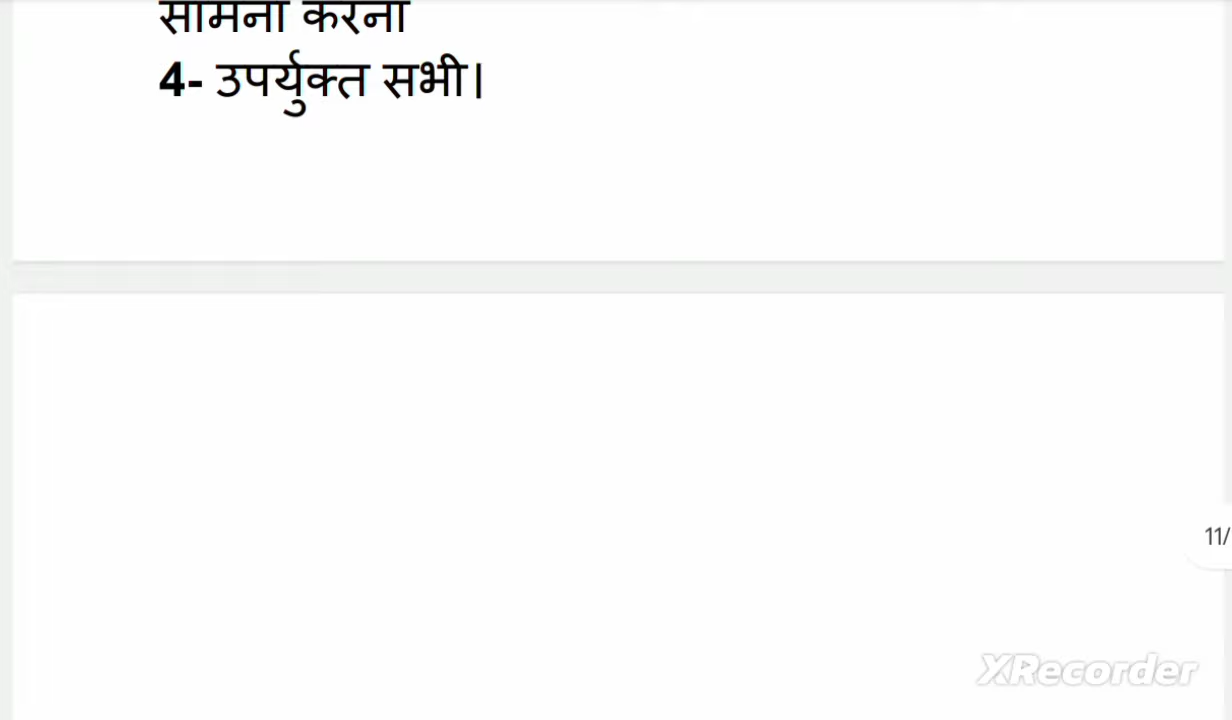 सामना करना
4- उपर्युक्त सभी।
11/
XRecorder